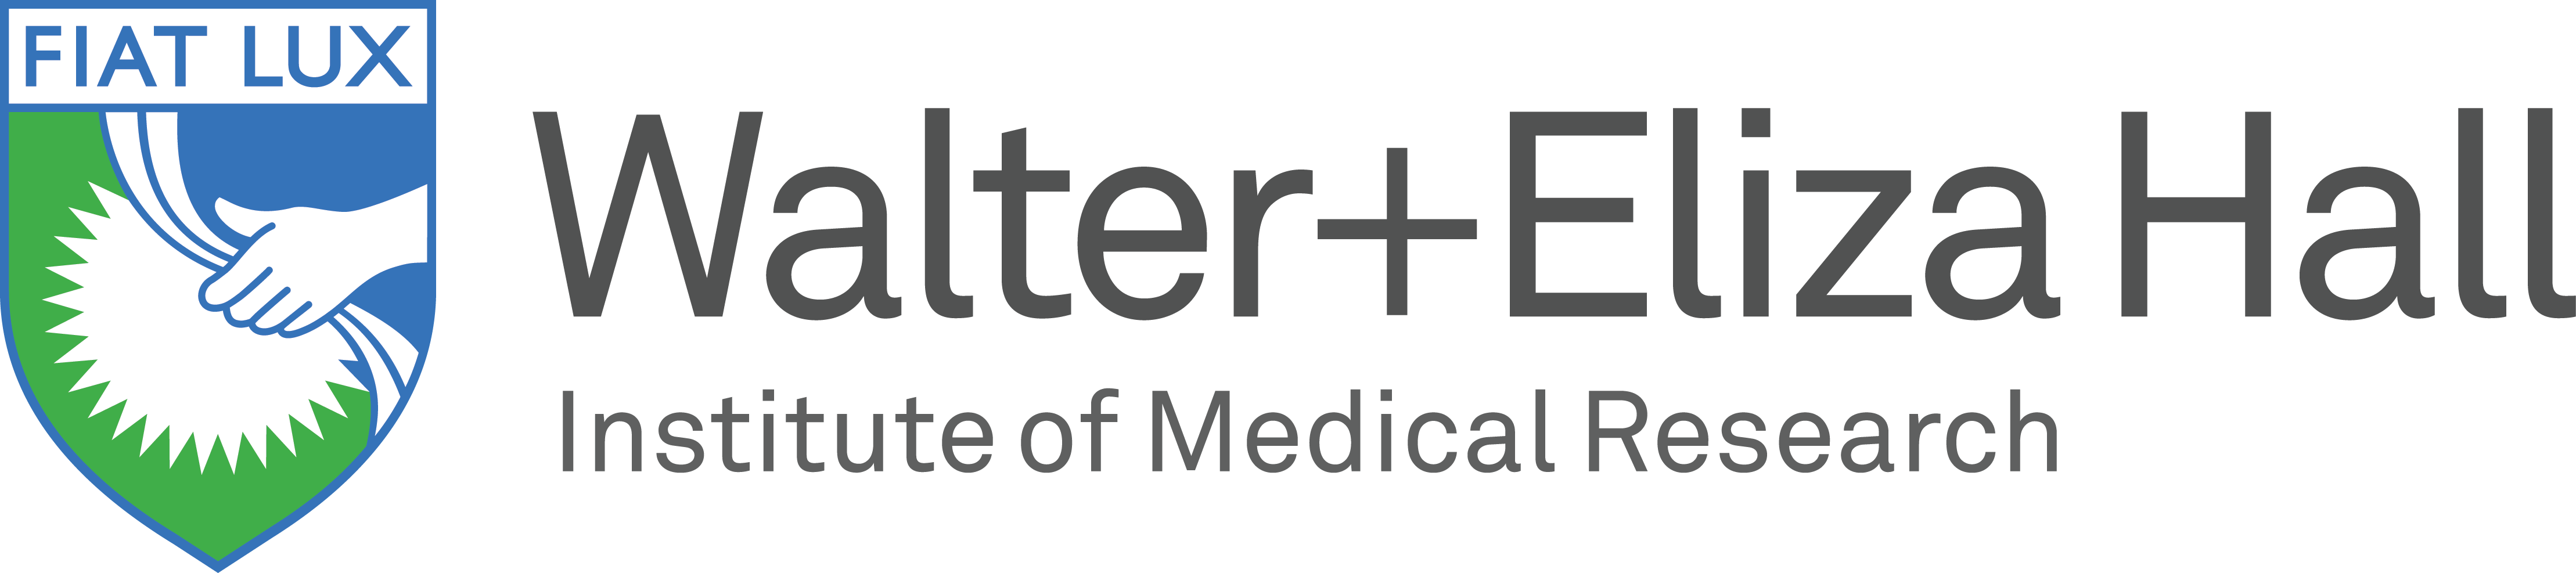 FIAT LUX
Walter+Eliza Hall
Institute of Medical Research